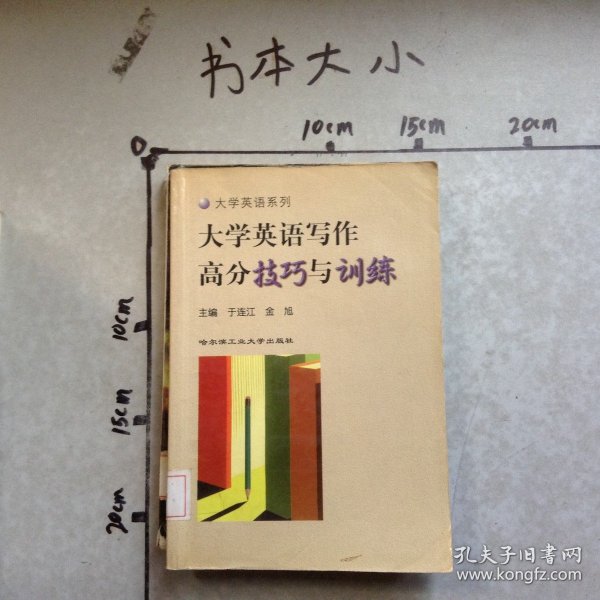 书本大小
0
10cm
15cm
20cm
10cm
15cm
20cm
大学英语系列
大学英语写作
高分技巧与训练
主编 于连江 金旭
哈尔滨工业大学出版社
孔夫子旧书网
www.kongfz.com